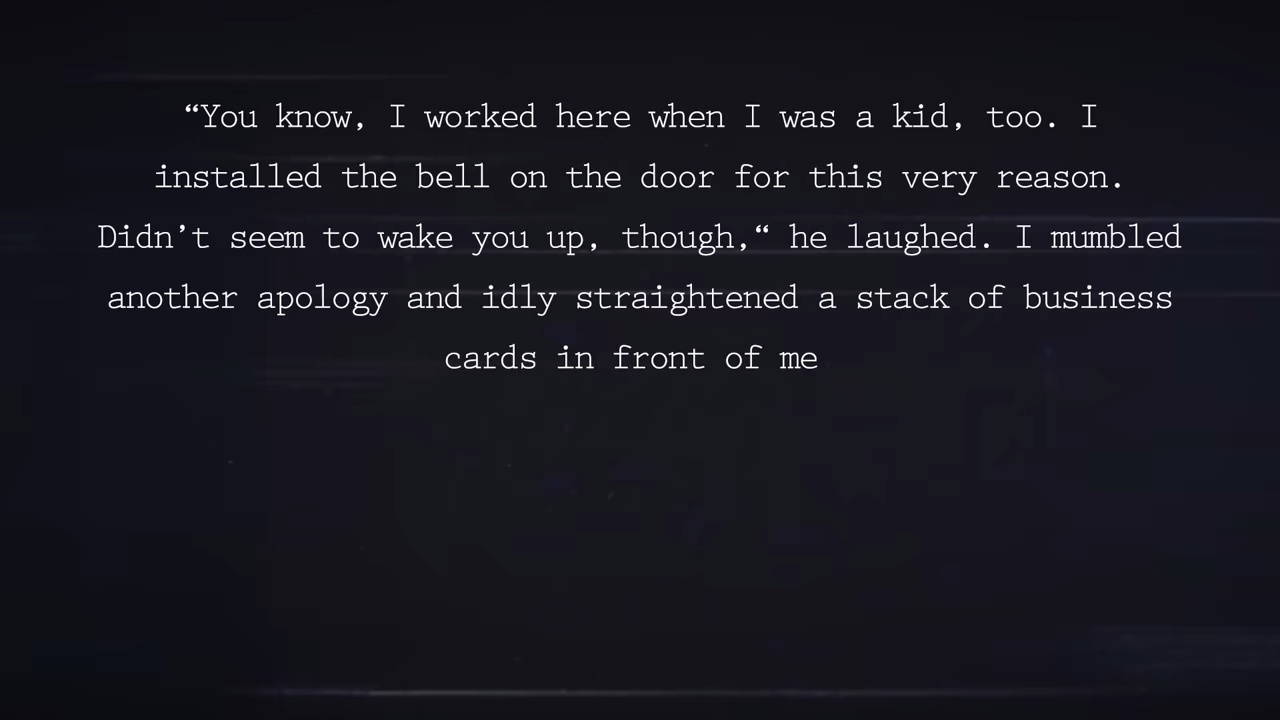 “You know, I worked here when I was a kid, too. I
installed the bell on the door for this very reason.
Didn’t seem to wake you up, though,“ he laughed. I mumbled
another apology and idly straightened a stack of business
cards in front of me